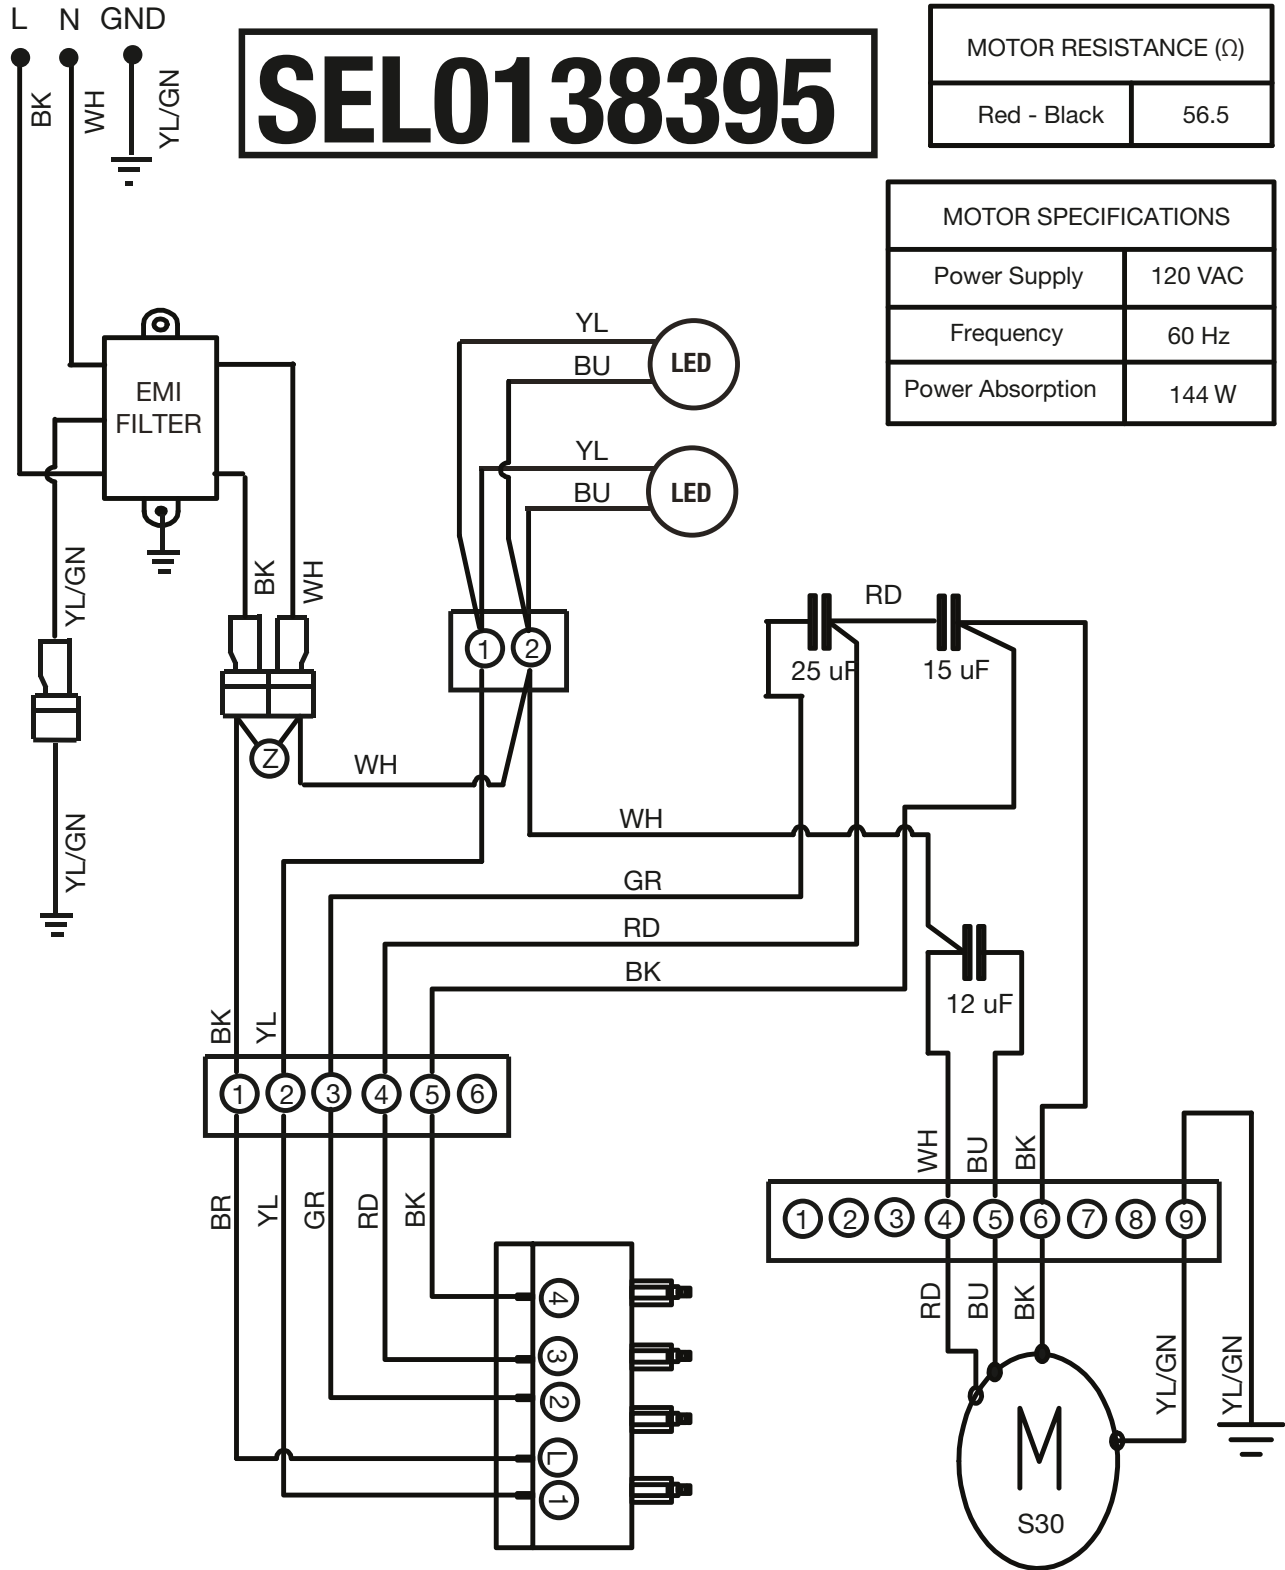 L N GND
BK
WH
YL/GN
SEL0138395
MOTOR RESISTANCE (Ω)
Red - Black 56.5
MOTOR SPECIFICATIONS
Power Supply 120 VAC
Frequency 60 Hz
Power Absorption 144 W
EMI
FILTER
YL
BU
LED
YL
BU
LED
YL/GN
BK
WH
1 2
RD
25 uF
15 uF
Z
WH
WH
YL/GN
GR
RD
BK
12 uF
BK
YL
1 2 3 4 5 6
WH
BU
BK
BR
YL
GR
RD
BK
1 2 3 4 5 6 7 8 9
RD
BU
BK
YL/GN
YL/GN
4
3
2
L
1
M
S30